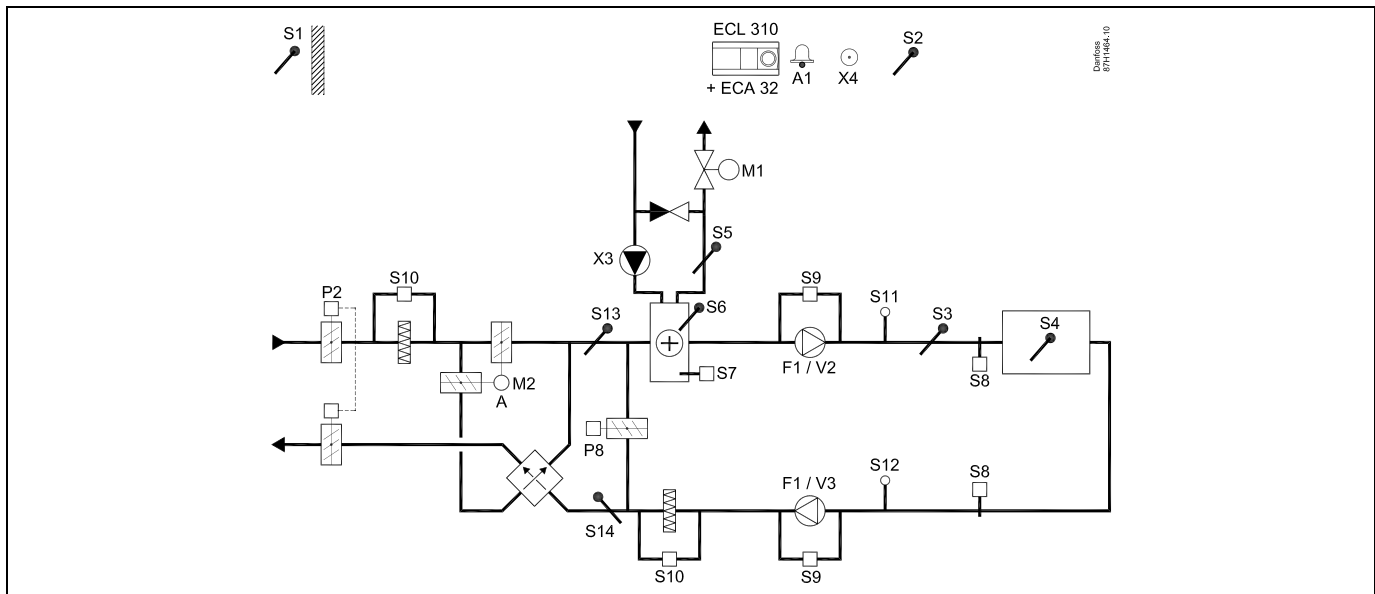 S1
ECL 310
S2
Danfoss
87H1464.10
A1
X4
+ ECA 32
M1
S5
X3
S10
S9
P2
S11
S13
S6
S3
S4
F1 / V2
S7
S8
M2
A
P8
S12
S8
F1 / V3
S14
S10
S9